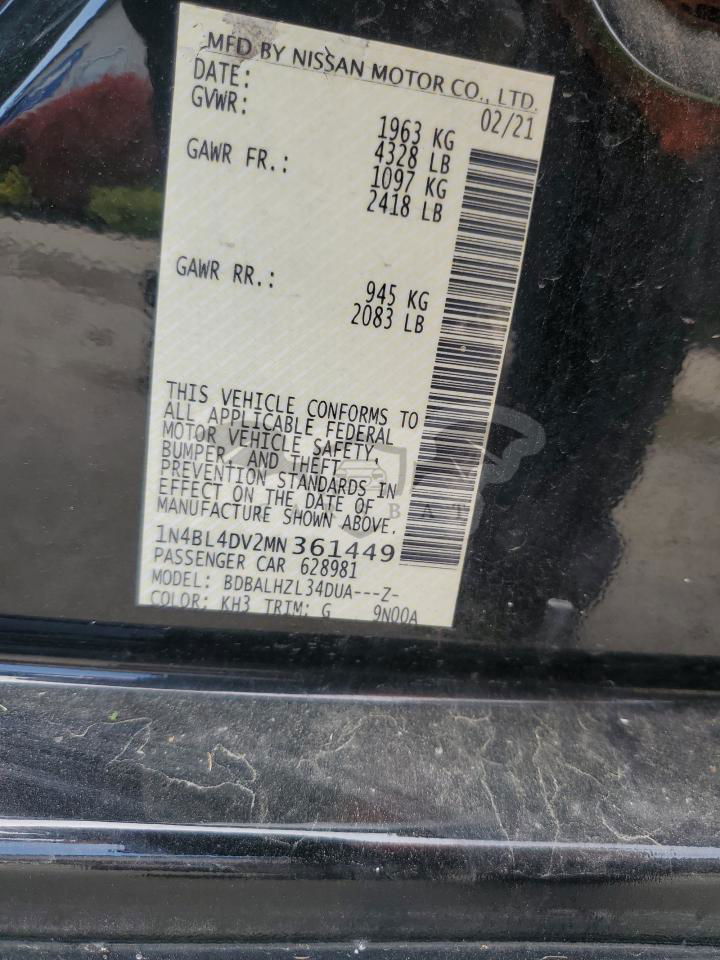 MFD BY NISSAN MOTOR CO., LTD.
DATE: 02/21
GVWR: 1963 KG
4328 LB
GAWR FR.: 1097 KG
2418 LB
GAWR RR.: 945 KG
2083 LB
THIS VEHICLE CONFORMS TO
ALL APPLICABLE FEDERAL
MOTOR VEHICLE SAFETY,
BUMPER, AND THEFT
PREVENTION STANDARDS IN
EFFECT ON THE DATE OF
MANUFACTURE SHOWN ABOVE.
1N4BL4DV2MN361449
PASSENGER CAR 628981
MODEL: BDBALHZL34DUA---Z-
COLOR: KH3 TRIM: G 9N00A